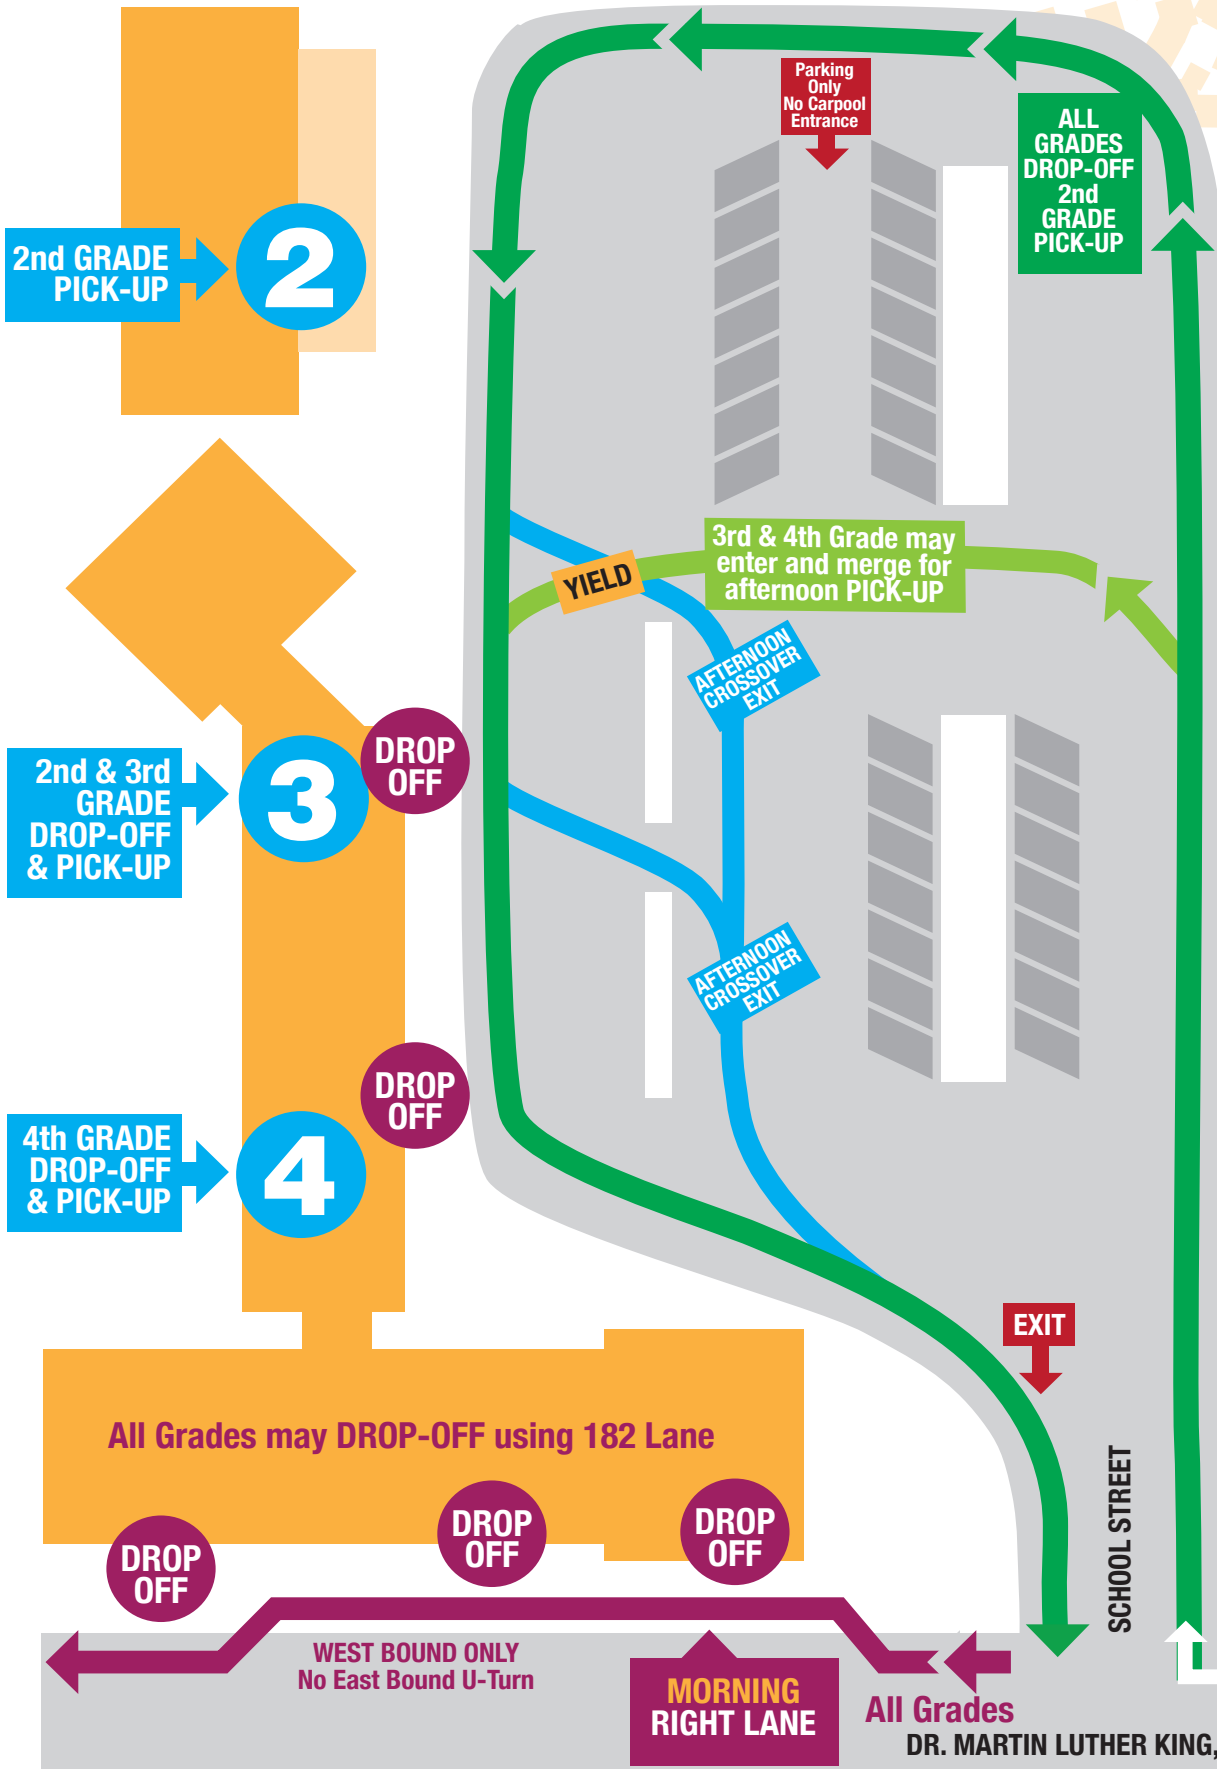 Parking
Only
No Carpool
Entrance
ALL
GRADES
DROP-OFF
2nd
GRADE
PICK-UP
2nd GRADE
PICK-UP
2
3rd & 4th Grade may
enter and merge for
afternoon PICK-UP
YIELD
AFTERNOON
CROSSOVER
EXIT
DROP
OFF
2nd & 3rd
GRADE
DROP-OFF
& PICK-UP
3
AFTERNOON
CROSSOVER
EXIT
DROP
OFF
4th GRADE
DROP-OFF
& PICK-UP
4
EXIT
All Grades may DROP-OFF using 182 Lane
SCHOOL STREET
DROP
OFF
DROP
OFF
DROP
OFF
WEST BOUND ONLY
No East Bound U-Turn
MORNING
RIGHT LANE
All Grades
DR. MARTIN LUTHER KING,